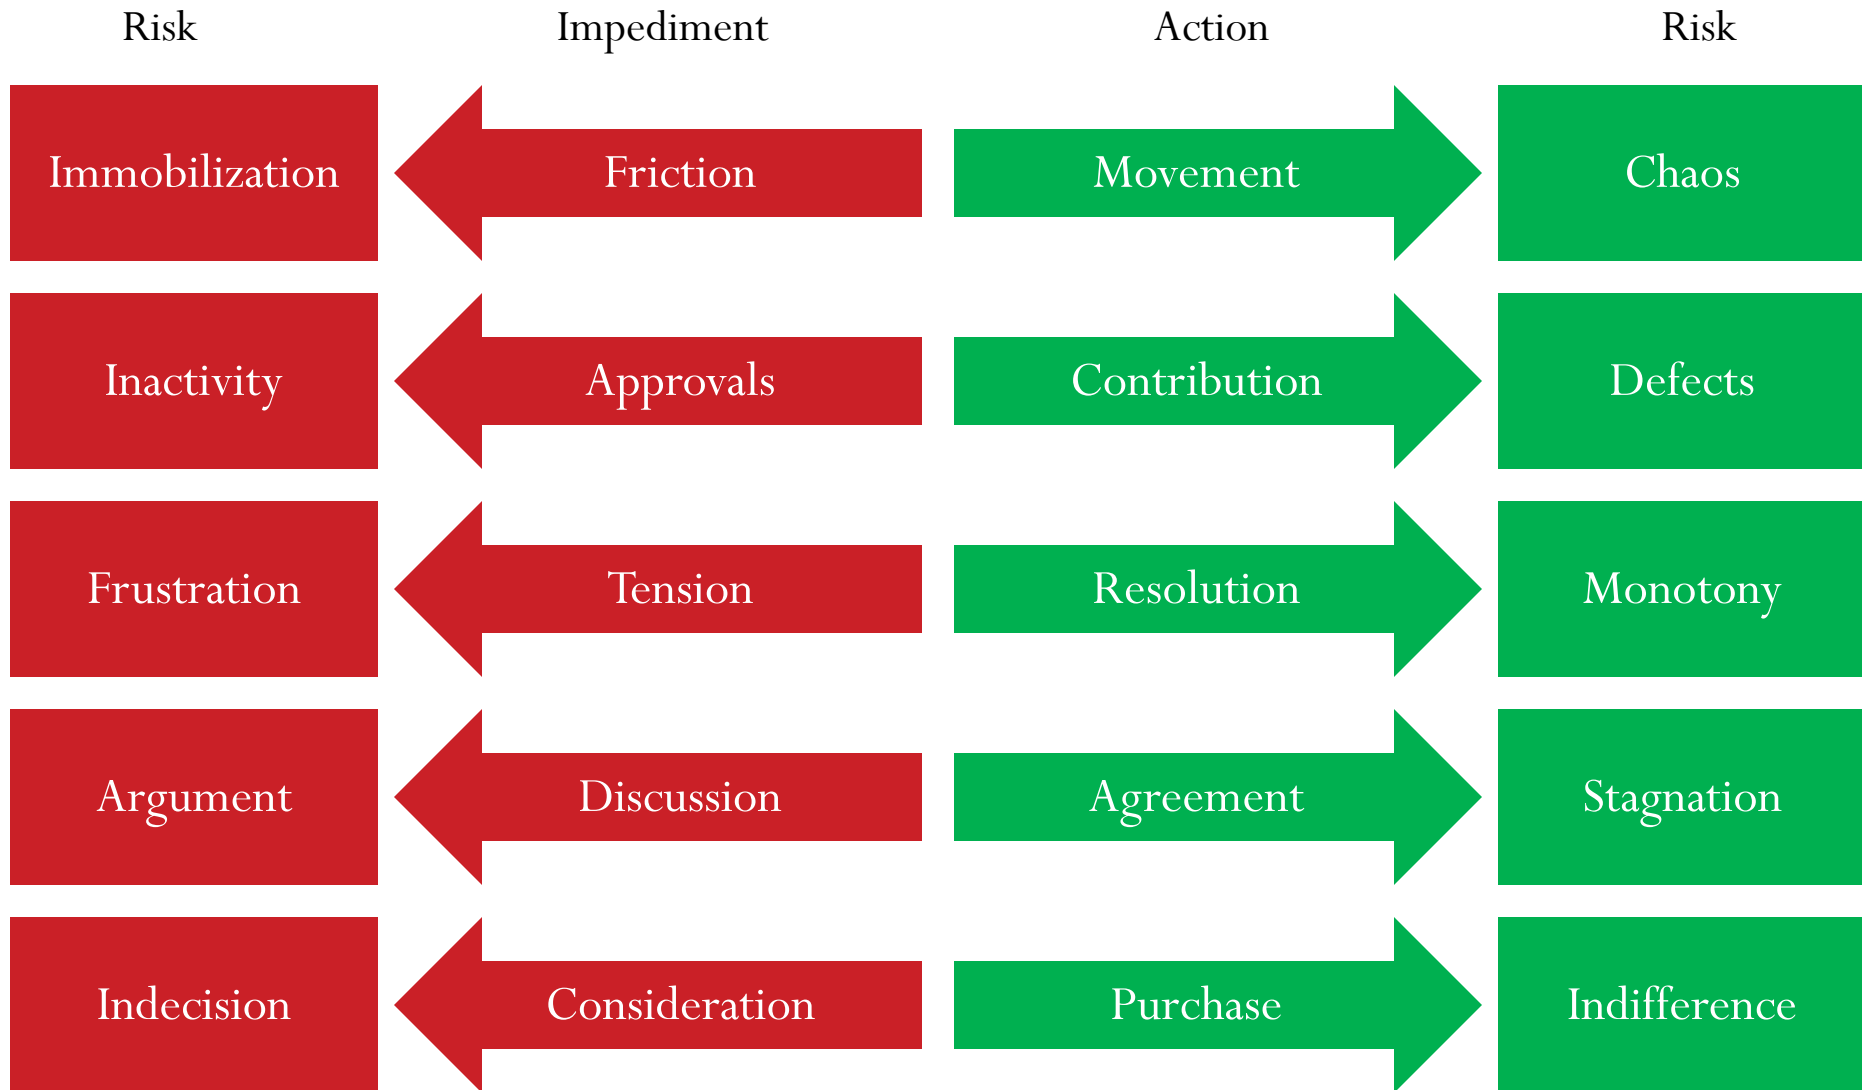 Risk Impediment Action Risk
Immobilization Friction Movement Chaos
Inactivity Approvals Contribution Defects
Frustration Tension Resolution Monotony
Argument Discussion Agreement Stagnation
Indecision Consideration Purchase Indifference